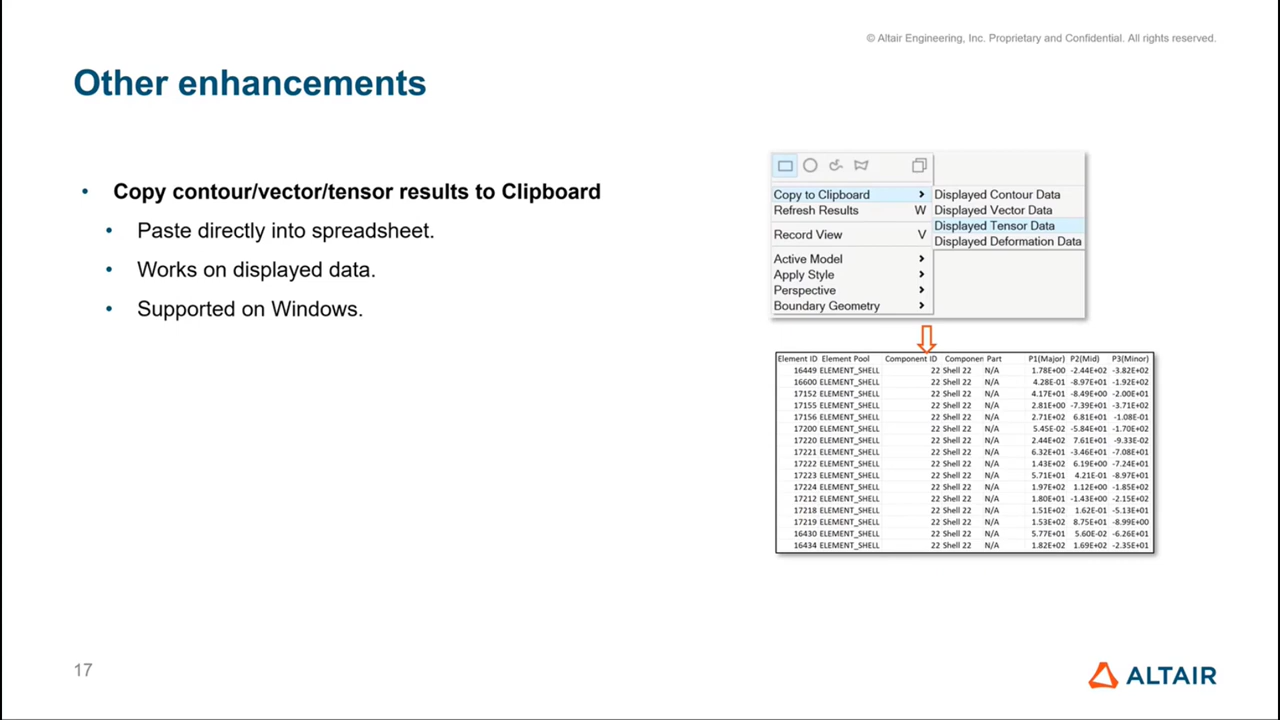 © Altair Engineering, Inc. Proprietary and Confidential. All rights reserved.
Other enhancements
• Copy contour/vector/tensor results to Clipboard
• Paste directly into spreadsheet.
• Works on displayed data.
• Supported on Windows.
Copy to Clipboard
Refresh Results W
Record View V
Active Model
Apply Style
Perspective
Boundary Geometry
Displayed Contour Data
Displayed Vector Data
Displayed Tensor Data
Displayed Deformation Data
Element ID Element Pool Component ID Componen Part P1(Major) P2(Mid) P3(Minor)
16449 ELEMENT_SHELL 22 Shell 22 N/A 1.78E+00 -2.44E+02 -3.82E+02
16600 ELEMENT_SHELL 22 Shell 22 N/A 4.28E-01 -8.97E+01 -1.92E+02
17152 ELEMENT_SHELL 22 Shell 22 N/A 4.17E+01 -8.49E+00 -2.00E+01
17155 ELEMENT_SHELL 22 Shell 22 N/A 2.81E+00 -7.39E+01 -3.71E+02
17156 ELEMENT_SHELL 22 Shell 22 N/A 2.71E+02 6.81E+01 -1.08E-01
17200 ELEMENT_SHELL 22 Shell 22 N/A 5.45E-02 -5.84E+01 -1.70E+02
17220 ELEMENT_SHELL 22 Shell 22 N/A 2.44E+02 7.61E+01 -9.33E-02
17221 ELEMENT_SHELL 22 Shell 22 N/A 6.32E+01 -3.46E+01 -7.08E+01
17222 ELEMENT_SHELL 22 Shell 22 N/A 1.43E+02 6.19E+00 -7.24E+01
17223 ELEMENT_SHELL 22 Shell 22 N/A 5.71E+01 4.21E-01 -8.97E+01
17224 ELEMENT_SHELL 22 Shell 22 N/A 1.97E+02 1.12E+00 -1.85E+02
17212 ELEMENT_SHELL 22 Shell 22 N/A 1.80E+01 -1.43E+00 -2.15E+02
17218 ELEMENT_SHELL 22 Shell 22 N/A 1.51E+02 1.62E-01 -5.13E+01
17219 ELEMENT_SHELL 22 Shell 22 N/A 1.53E+02 8.75E+01 -8.99E+00
16430 ELEMENT_SHELL 22 Shell 22 N/A 5.77E+01 5.60E-02 -6.26E+01
16434 ELEMENT_SHELL 22 Shell 22 N/A 1.82E+02 1.69E+02 -2.35E+01
17
ALTAIR